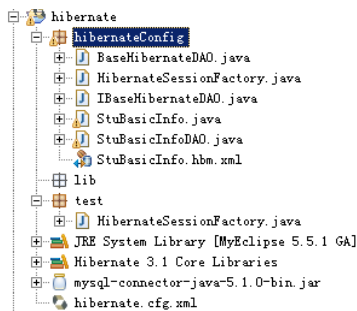 hibernate
hibernateConfig
BaseHibernateDAO.java
HibernateSessionFactory.java
IBaseHibernateDAO.java
StuBasicInfo.java
StuBasicInfoDAO.java
StuBasicInfo.hbm.xml
lib
test
HibernateSessionFactory.java
JRE System Library [MyEclipse 5.5.1 GA]
Hibernate 3.1 Core Libraries
mysql-connector-java-5.1.0-bin.jar
hibernate.cfg.xml